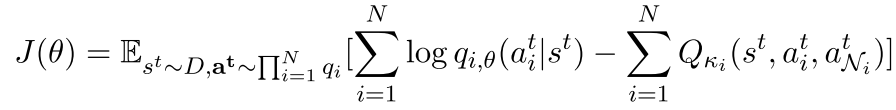 J(θ) = 𝔼_{s^t∼D, 𝐚^𝐭∼∏_{i=1}^N q_i}[∑_{i=1}^N log q_{i,θ}(a_i^t|s^t) − ∑_{i=1}^N Q_{κ_i}(s^t, a_i^t, a_{𝒩_i}^t)]